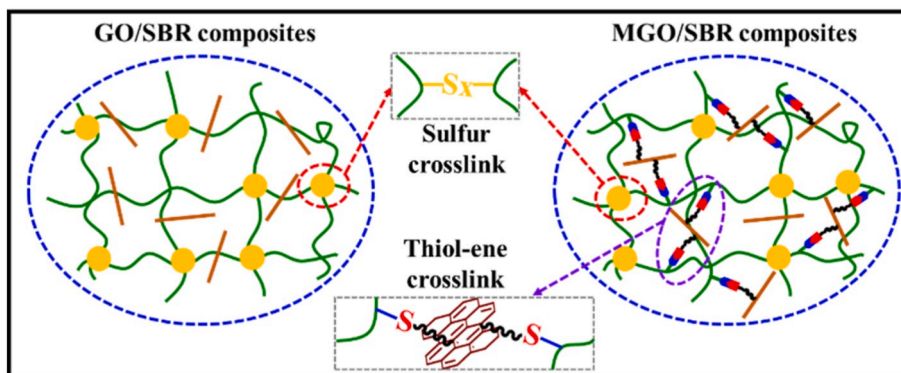 GO/SBR composites
MGO/SBR composites
Sx
Sulfur
crosslink
Thiol-ene
crosslink
S
S